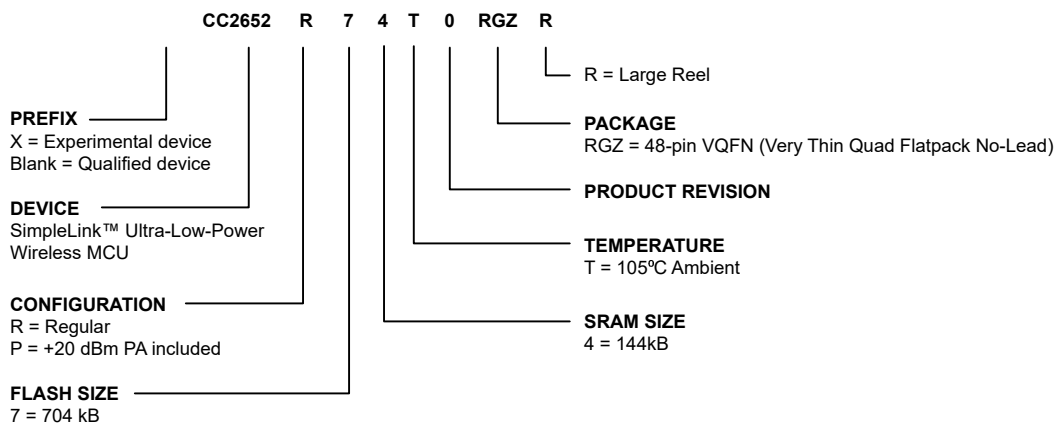 CC2652 R 7 4 T 0 RGZ R
PREFIX
X = Experimental device
Blank = Qualified device
DEVICE
SimpleLink™ Ultra-Low-Power
Wireless MCU
CONFIGURATION
R = Regular
P = +20 dBm PA included
FLASH SIZE
7 = 704 kB
R = Large Reel
PACKAGE
RGZ = 48-pin VQFN (Very Thin Quad Flatpack No-Lead)
PRODUCT REVISION
TEMPERATURE
T = 105ºC Ambient
SRAM SIZE
4 = 144kB